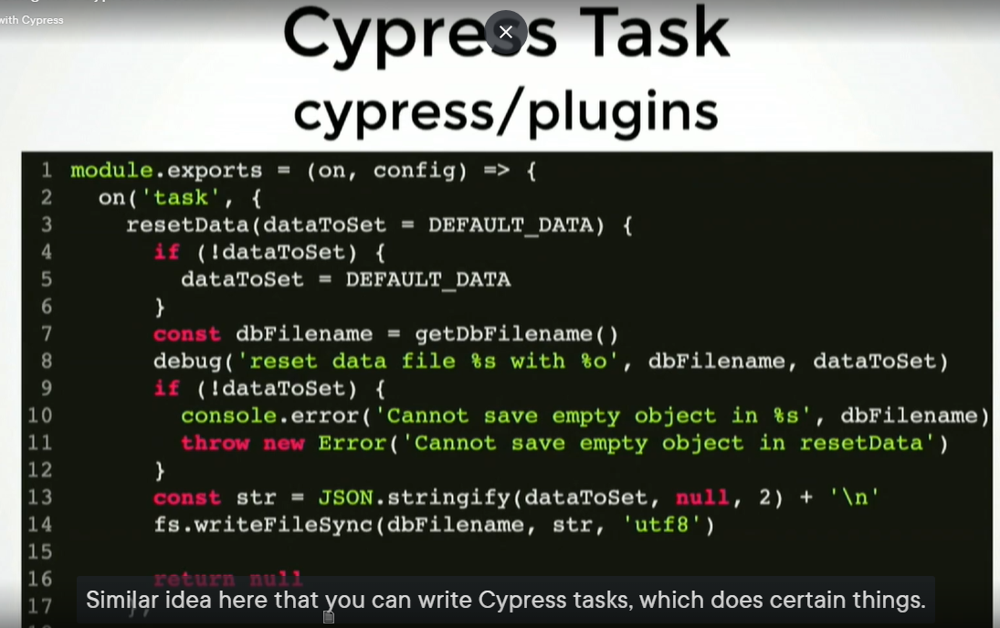 with Cypress
Cypress Task
cypress/plugins
1 module.exports = (on, config) => {
2 on('task', {
3 resetData(dataToSet = DEFAULT_DATA) {
4 if (!dataToSet) {
5 dataToSet = DEFAULT_DATA
6 }
7 const dbFilename = getDbFilename()
8 debug('reset data file %s with %o', dbFilename, dataToSet)
9 if (!dataToSet) {
10 console.error('Cannot save empty object in %s', dbFilename)
11 throw new Error('Cannot save empty object in resetData')
12 }
13 const str = JSON.stringify(dataToSet, null, 2) + '\n'
14 fs.writeFileSync(dbFilename, str, 'utf8')
15
16 return null
17 },
Similar idea here that you can write Cypress tasks, which does certain things.